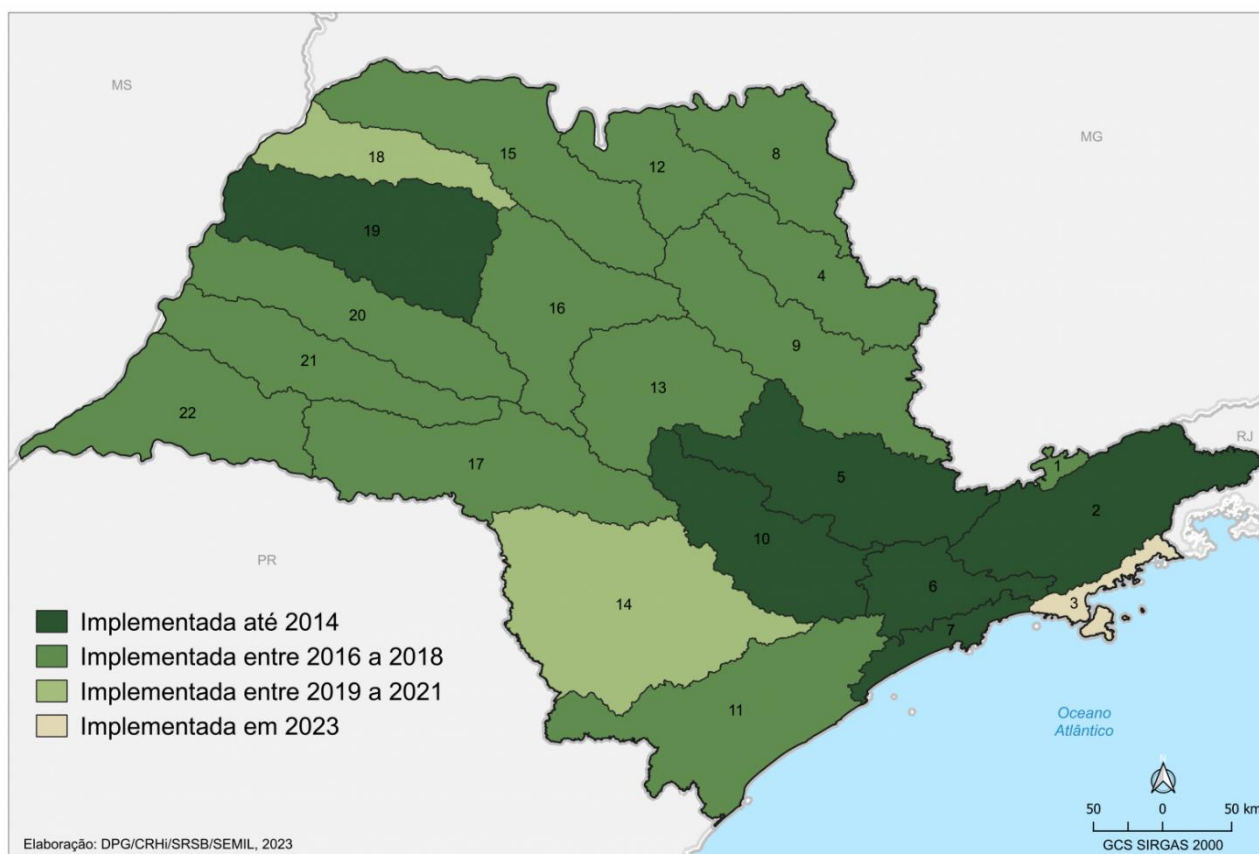 MS
MG
8
15
12
18
19
4
16
20
9
21
13
22
RJ
1
17
5
2
10
PR
6
3
14
7
11
Implementada até 2014
Implementada entre 2016 a 2018
Implementada entre 2019 a 2021
Implementada em 2023
Oceano
Atlântico
50 0 50 km
GCS SIRGAS 2000
Elaboração: DPG/CRHi/SRSB/SEMIL, 2023